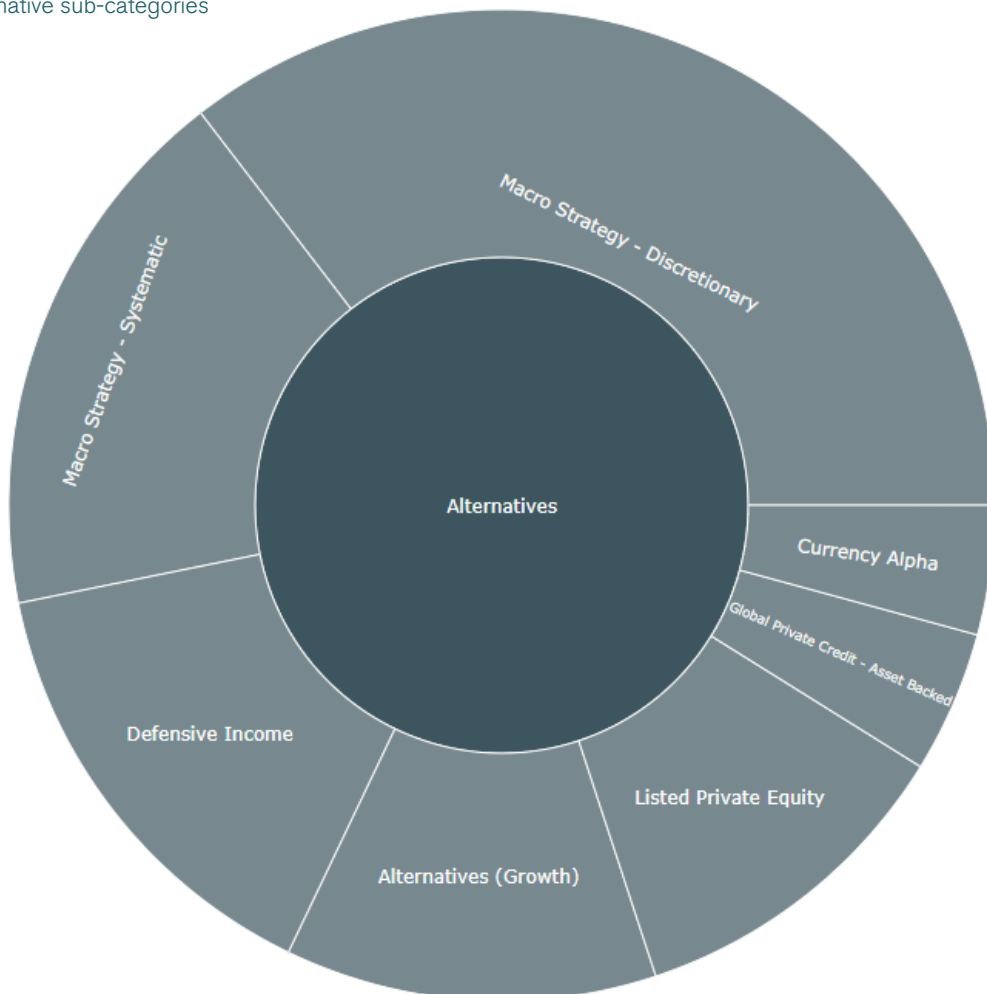 sub-categories
Macro Strategy - Discretionary
Macro Strategy - Systematic
Alternatives
Currency Alpha
Global Private Credit - Asset Backed
Defensive Income
Listed Private Equity
Alternatives (Growth)